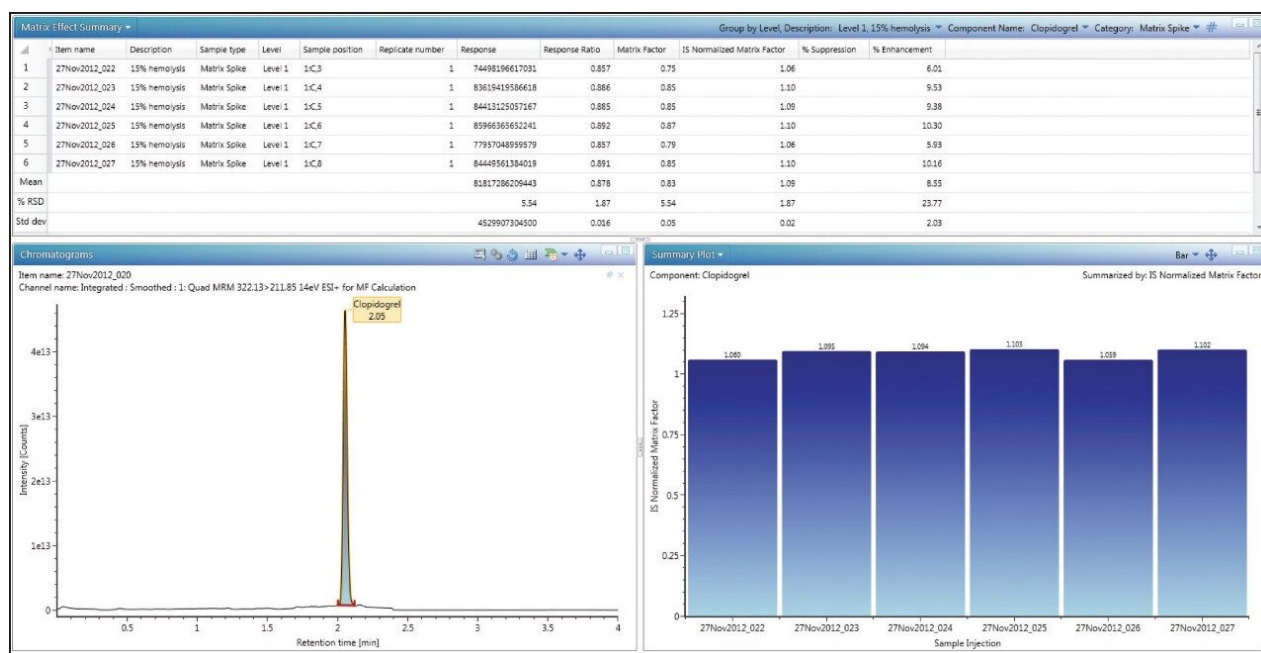 Matrix Effect Summary
Group by Level, Description: Level 1, 15% hemolysis Component Name: Clopidogrel Category: Matrix Spike
Item name Description Sample type Level Sample position Replicate number Response Response Ratio Matrix Factor IS Normalized Matrix Factor % Suppression % Enhancement
1 27Nov2012_022 15% hemolysis Matrix Spike Level 1 1:C,3 1 74498196617031 0.857 0.75 1.06 6.01
2 27Nov2012_023 15% hemolysis Matrix Spike Level 1 1:C,4 1 83619419586618 0.886 0.85 1.10 9.53
3 27Nov2012_024 15% hemolysis Matrix Spike Level 1 1:C,5 1 84413125057167 0.885 0.85 1.09 9.38
4 27Nov2012_025 15% hemolysis Matrix Spike Level 1 1:C,6 1 85966365652241 0.892 0.87 1.10 10.30
5 27Nov2012_026 15% hemolysis Matrix Spike Level 1 1:C,7 1 77957048959579 0.857 0.79 1.06 5.93
6 27Nov2012_027 15% hemolysis Matrix Spike Level 1 1:C,8 1 84449561384019 0.891 0.85 1.10 10.16
Mean 81817286209443 0.878 0.83 1.09 8.55
% RSD 5.54 1.87 5.54 1.87 23.77
Std dev 4529907304500 0.016 0.05 0.02 2.03
Chromatograms
Item name: 27Nov2012_020
Channel name: Integrated : Smoothed : 1: Quad MRM 322.13>211.85 14eV ESI+ for MF Calculation
Clopidogrel
2.05
4e13
3e13
2e13
1e13
0
Intensity [Counts]
0.5 1 1.5 2 2.5 3 3.5 4
Retention time [min]
Summary Plot
Bar
Component: Clopidogrel Summarized by: IS Normalized Matrix Factor
1.25
1
0.75
0.5
0.25
0
IS Normalized Matrix Factor
1.060 1.095 1.094 1.103 1.059 1.102
27Nov2012_022 27Nov2012_023 27Nov2012_024 27Nov2012_025 27Nov2012_026 27Nov2012_027
Sample Injection